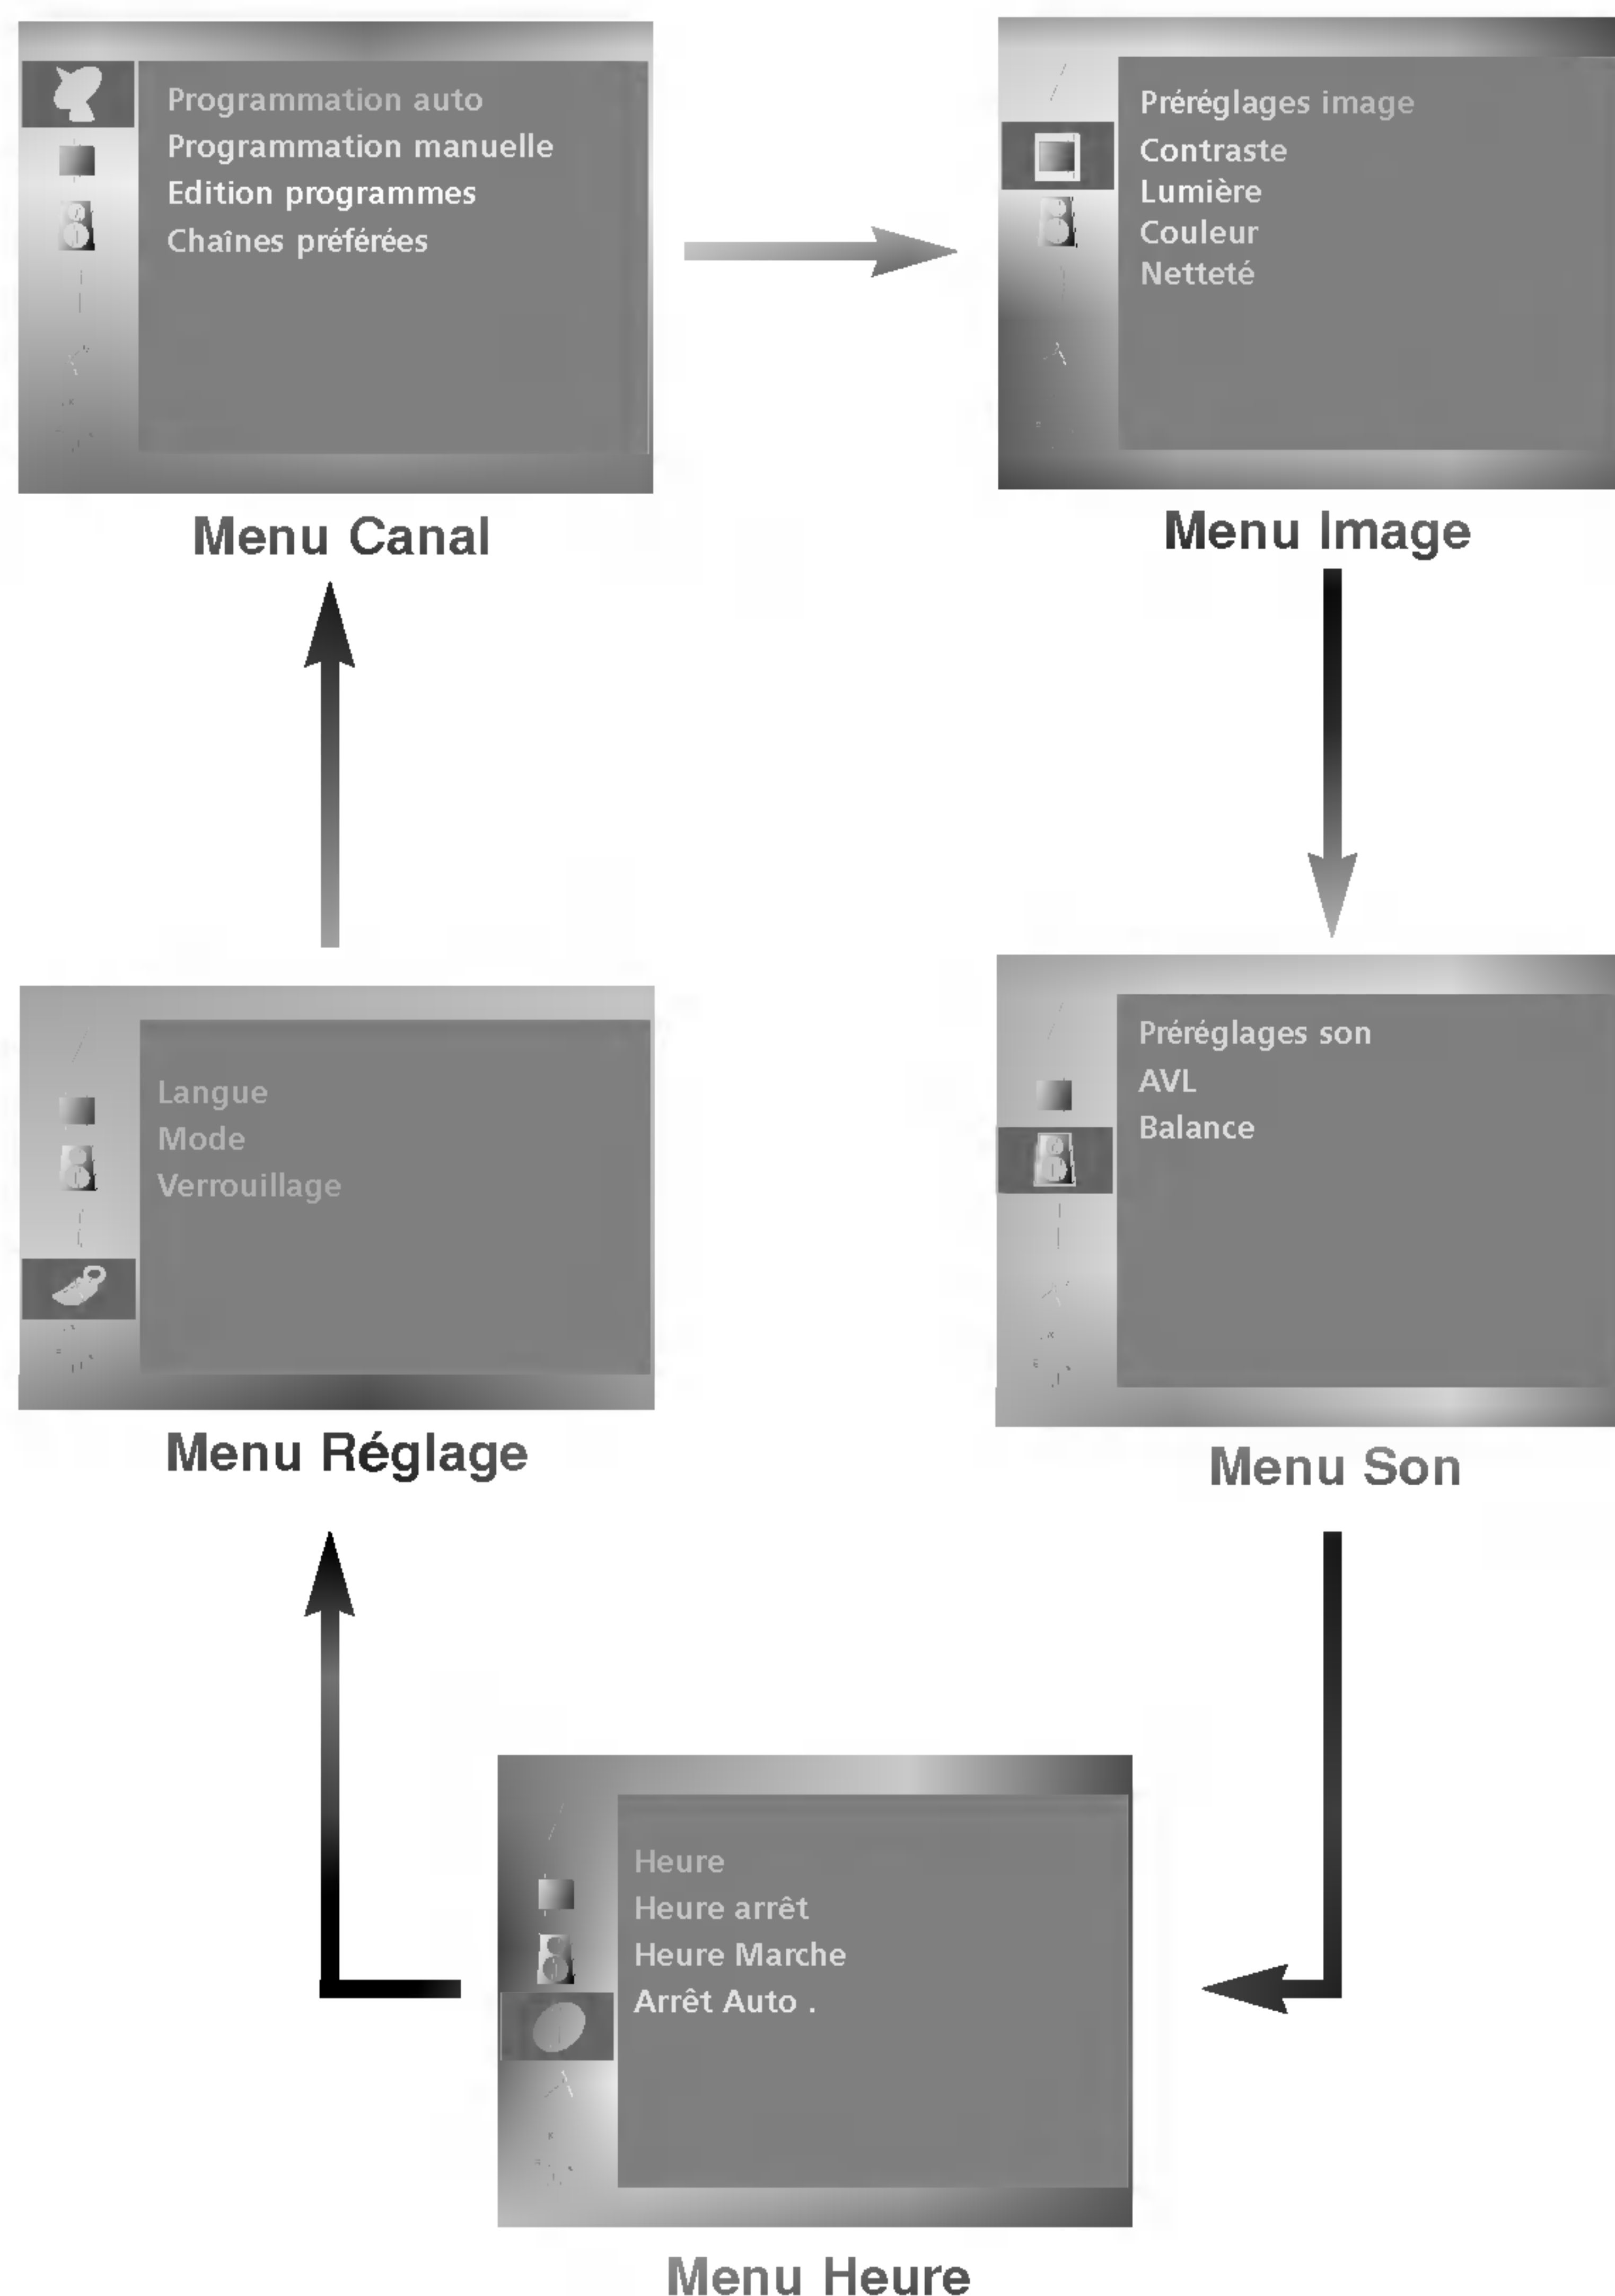 Programmation auto
Programmation manuelle
Edition programmes
Chaînes préférées
Menu Canal
Préréglages image
Contraste
Lumière
Couleur
Netteté
Menu Image
Langue
Mode
Verrouillage
Menu Réglage
Préréglages son
AVL
Balance
Menu Son
Heure
Heure arrêt
Heure Marche
Arrêt Auto .
Menu Heure